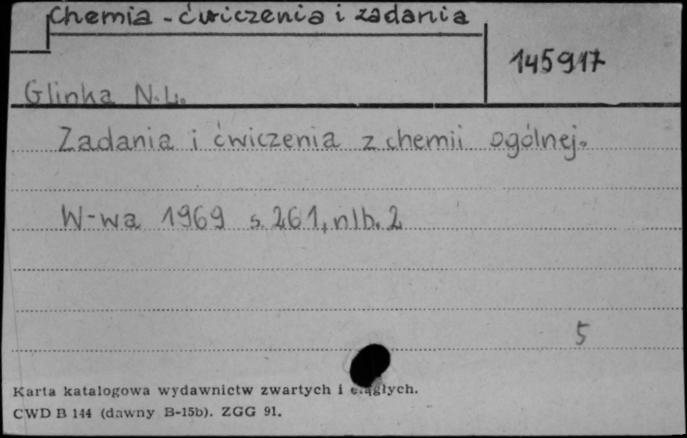 Chemia - ćwiczenia i zadania
145917
Glinka N.L.
Zadania i ćwiczenia z chemii ogólnej.
W-wa 1969 s. 261, nlb. 2
5
Karta katalogowa wydawnictw zwartych i ciągłych.
CWD B 144 (dawny B-15b). ZGG 91.